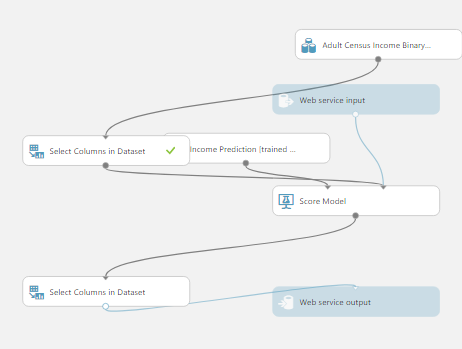 Adult Census Income Binary...
Web service input
Select Columns in Dataset
Income Prediction [trained ...
Score Model
Select Columns in Dataset
Web service output